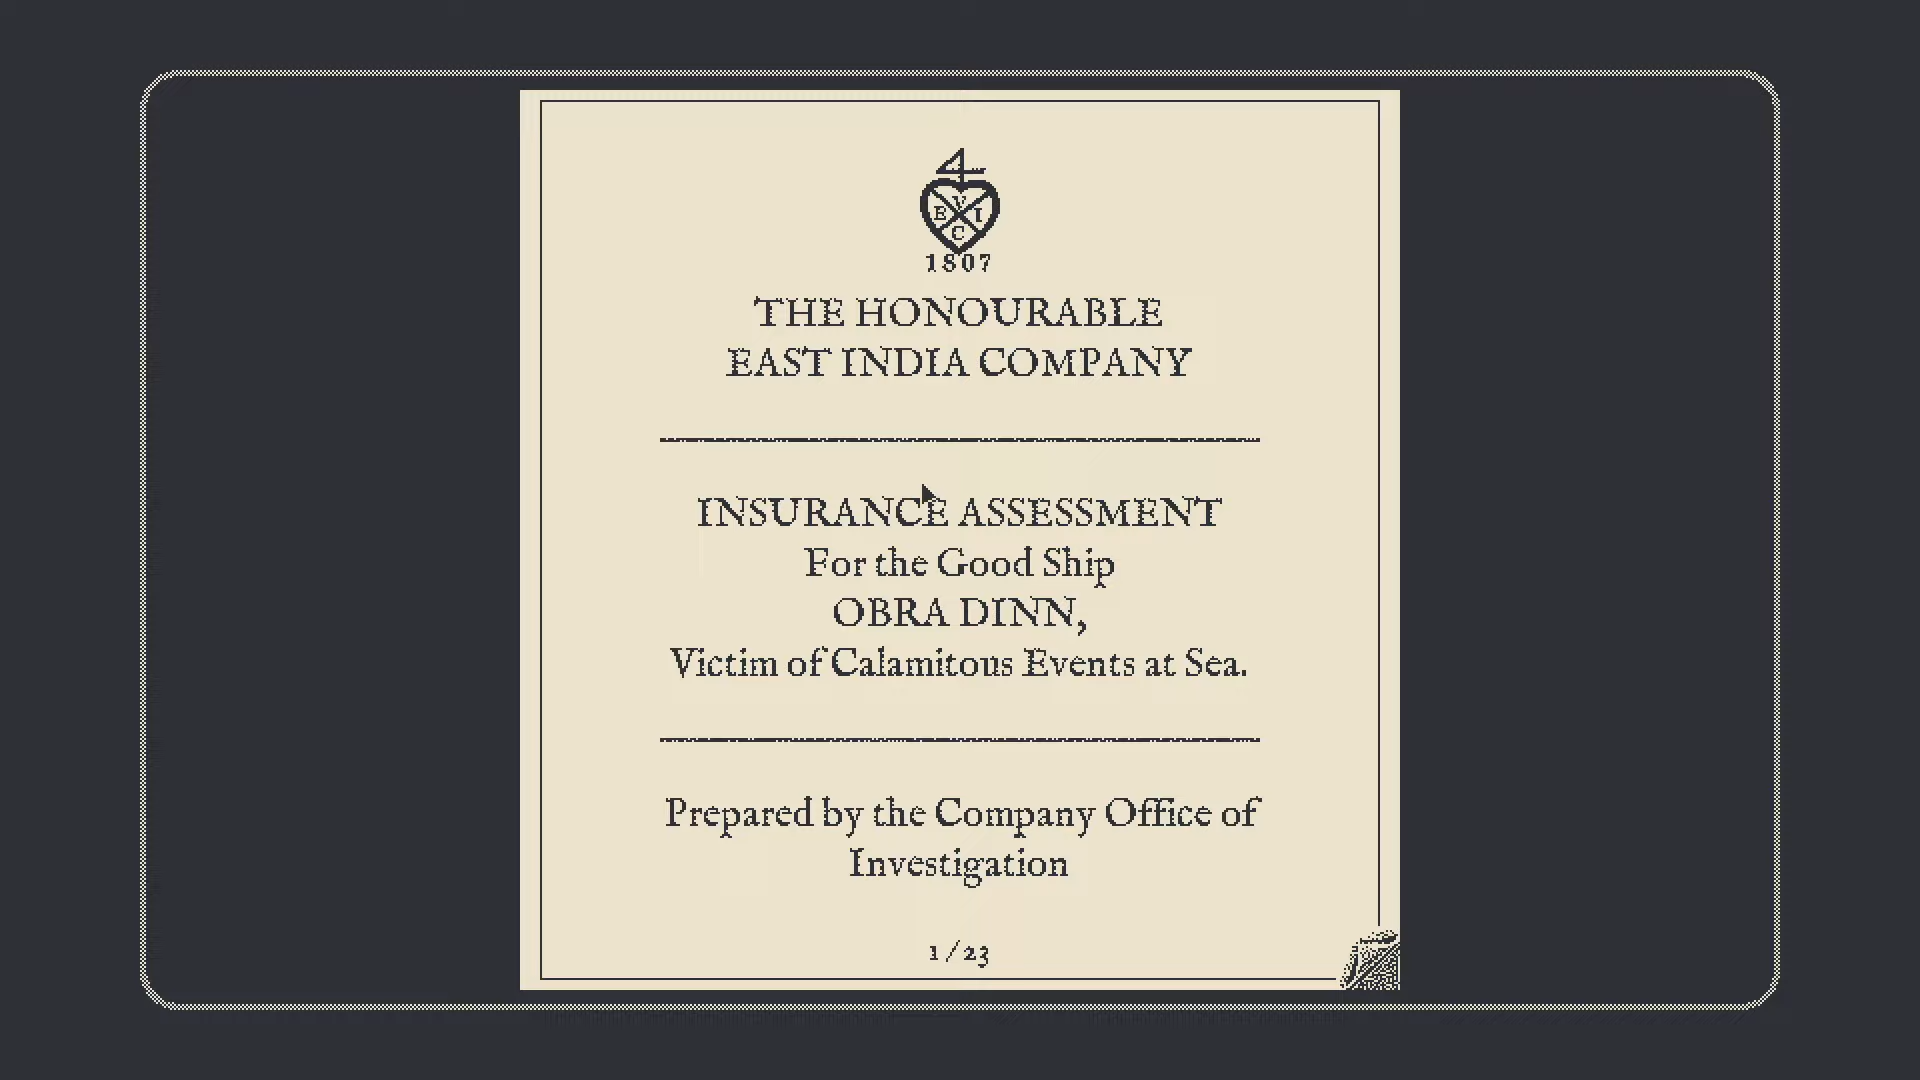 4
V
E I
C
1807
THE HONOURABLE
EAST INDIA COMPANY
INSURANCE ASSESSMENT
For the Good Ship
OBRA DINN,
Victim of Calamitous Events at Sea.
Prepared by the Company Office of
Investigation
1 / 23